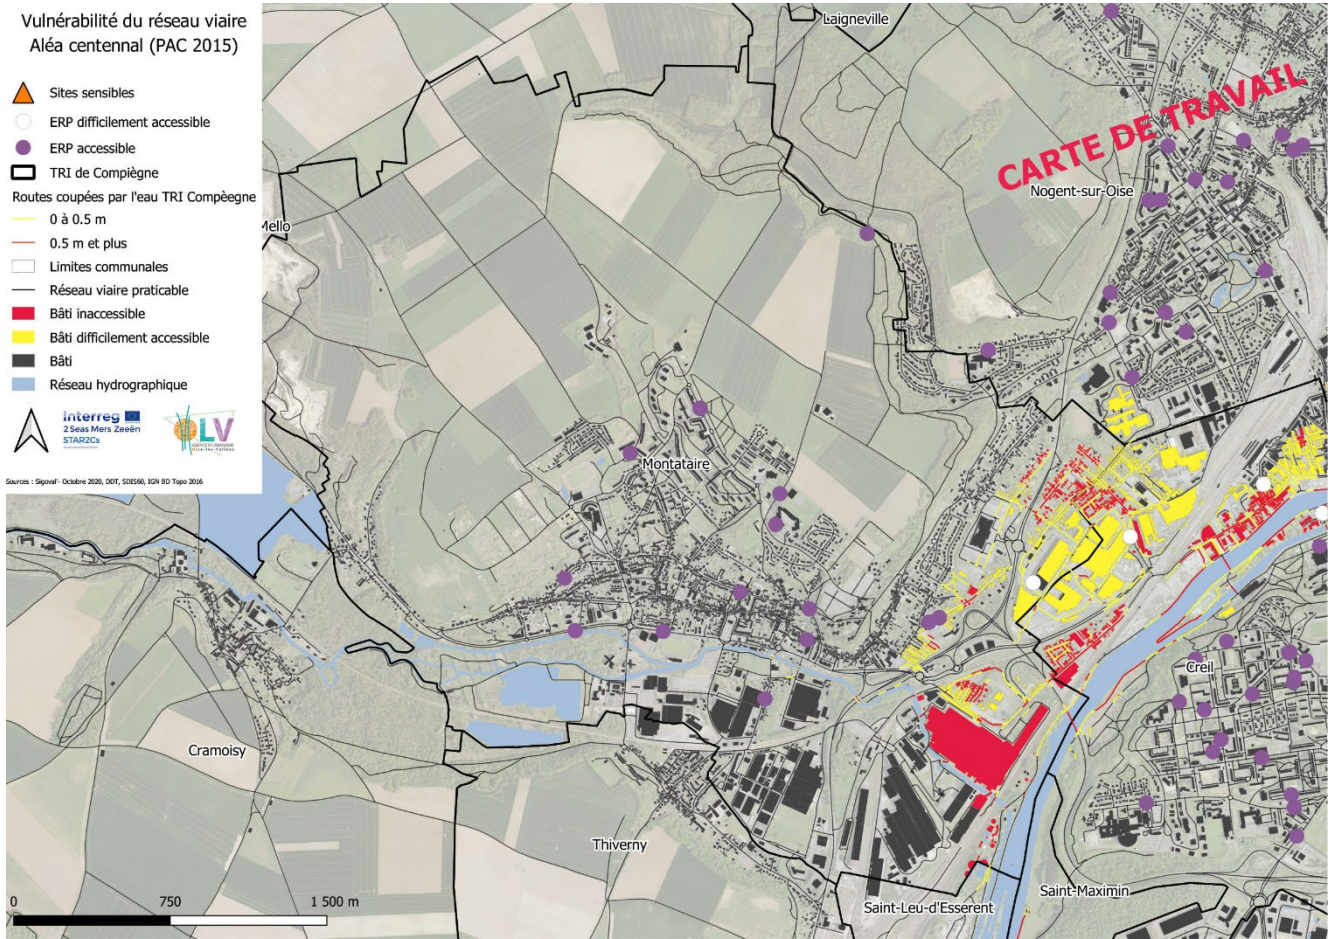 Vulnérabilité du réseau viaire
Aléa centennal (PAC 2015)
Sites sensibles
ERP difficilement accessible
ERP accessible
TRI de Compiègne
Routes coupées par l'eau TRI Compèegne
0 à 0.5 m
0.5 m et plus
Limites communales
Réseau viaire praticable
Bâti inaccessible
Bâti difficilement accessible
Bâti
Réseau hydrographique
Interreg
2 Seas Mers Zeeën
STAR2Cs
OLV
Sources : Sigoval'- Octobre 2020, DDT, SDIS60, IGN BD Topo 2016
Laigneville
CARTE DE TRAVAIL
Nogent-sur-Oise
Mello
Montataire
Creil
Cramoisy
Thiverny
Saint-Maximin
Saint-Leu-d'Esserent
0 750 1 500 m